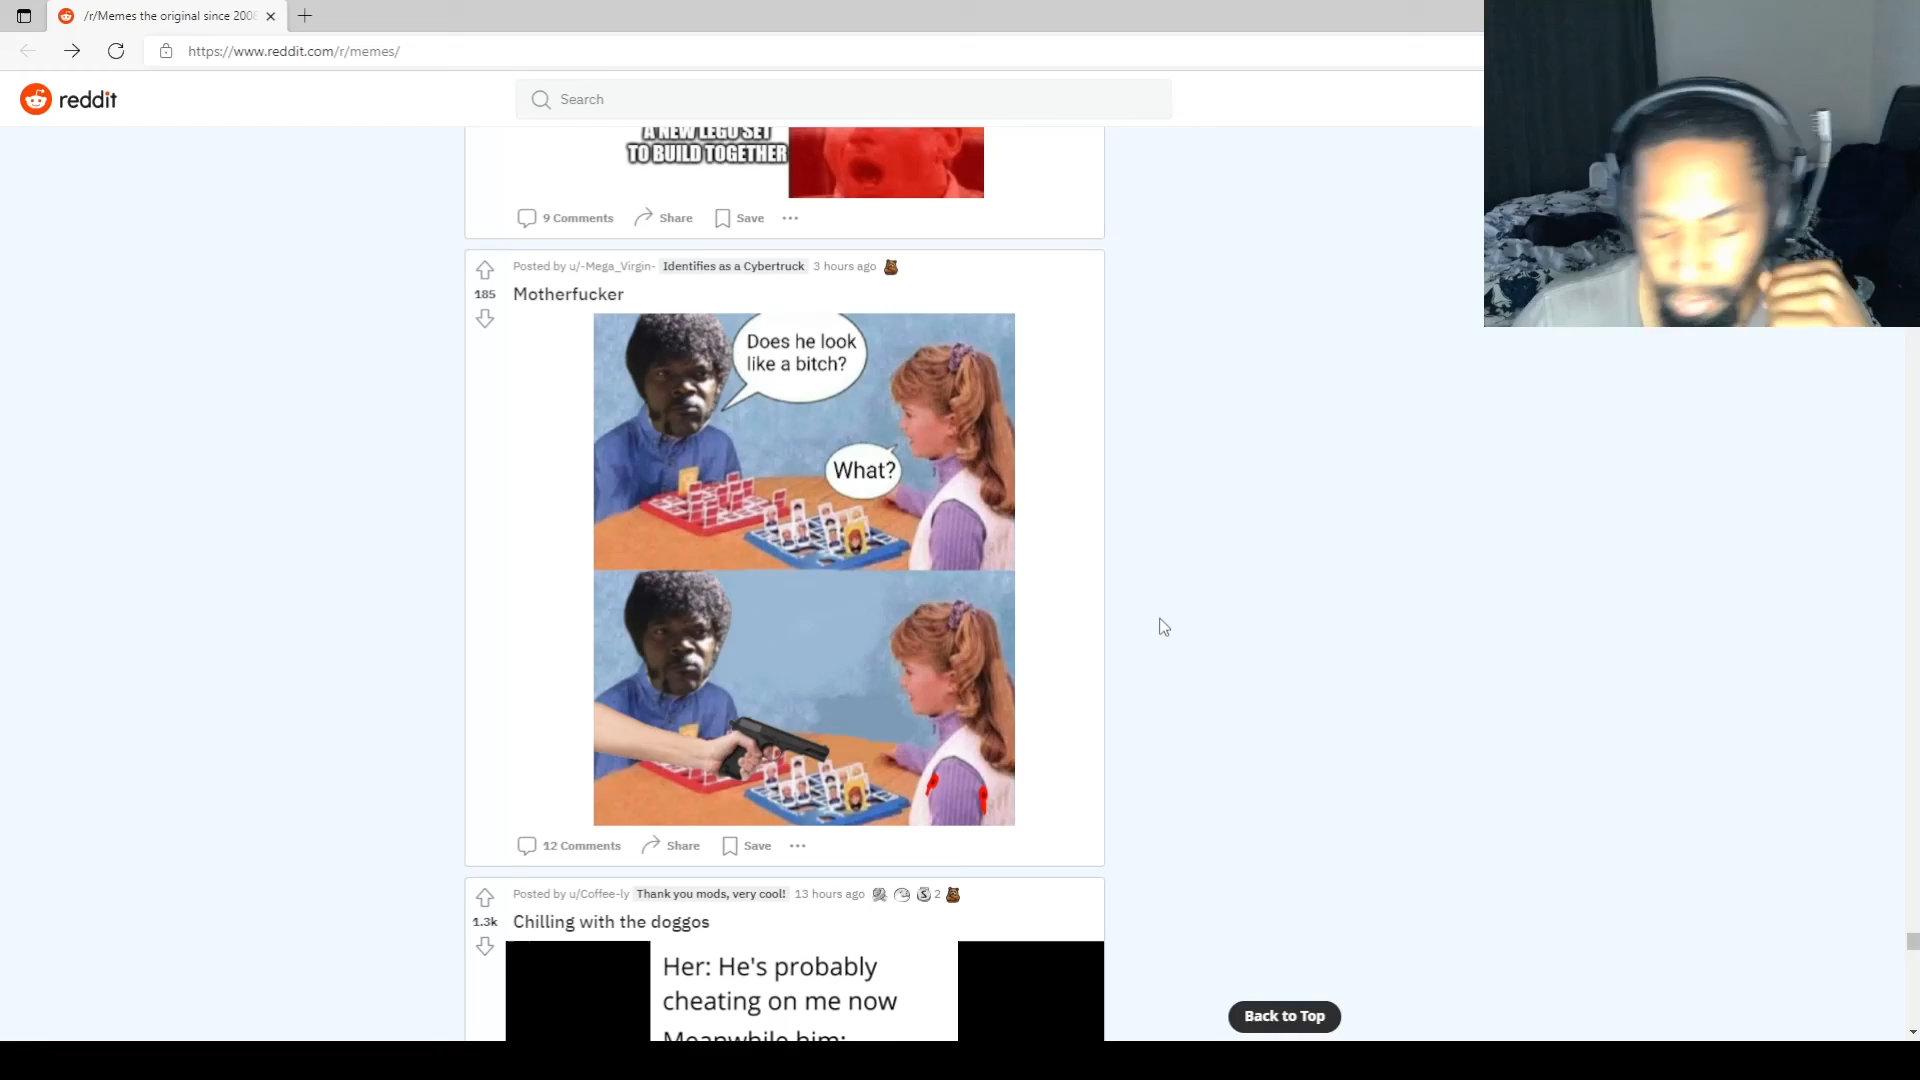 /r/Memes the original since 2008
https://www.reddit.com/r/memes/
reddit
Search
A NEW LEGO SET
TO BUILD TOGETHER
9 Comments Share Save
Posted by u/-Mega_Virgin- Identifies as a Cybertruck 3 hours ago
185
Motherfucker
Does he look
like a bitch?
What?
12 Comments Share Save
Posted by u/Coffee-ly Thank you mods, very cool! 13 hours ago 2
1.3k
Chilling with the doggos
Her: He's probably
cheating on me now
Meanwhile him:
Back to Top